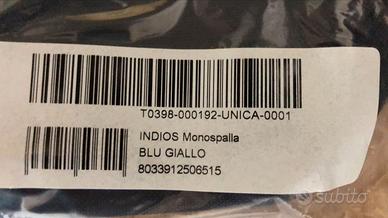 T0398-000192-UNICA-0001
INDIOS Monospalla
BLU GIALLO
8033912506515
subito